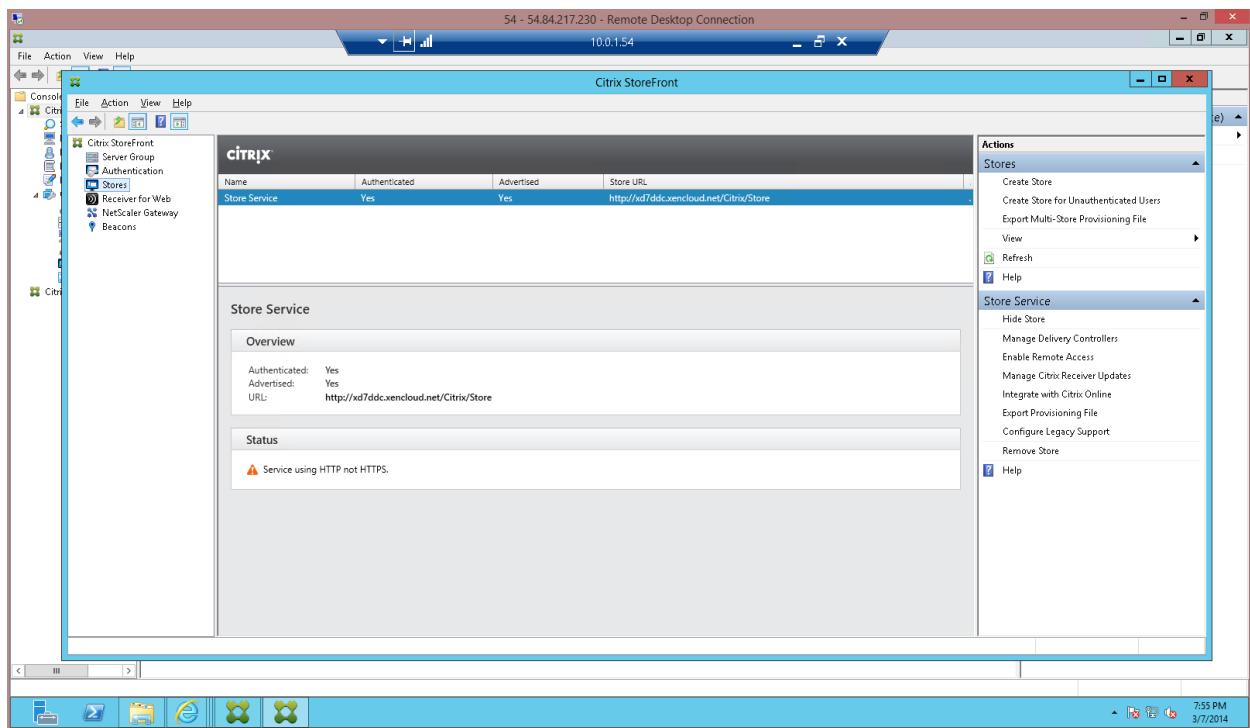 54 - 54.84.217.230 - Remote Desktop Connection
10.0.1.54
File Action View Help
Citrix StoreFront
Console
Citri
File Action View Help
Citrix StoreFront
Server Group
Authentication
Stores
Receiver for Web
NetScaler Gateway
Beacons
Citri
CİTRIX
Name Authenticated Advertised Store URL
Store Service Yes Yes http://xd7ddc.xencloud.net/Citrix/Store
Store Service
Overview
Authenticated: Yes
Advertised: Yes
URL: http://xd7ddc.xencloud.net/Citrix/Store
Status
Service using HTTP not HTTPS.
Actions
Stores
Create Store
Create Store for Unauthenticated Users
Export Multi-Store Provisioning File
View
Refresh
Help
Store Service
Hide Store
Manage Delivery Controllers
Enable Remote Access
Manage Citrix Receiver Updates
Integrate with Citrix Online
Export Provisioning File
Configure Legacy Support
Remove Store
Help
e)
7:55 PM
3/7/2014